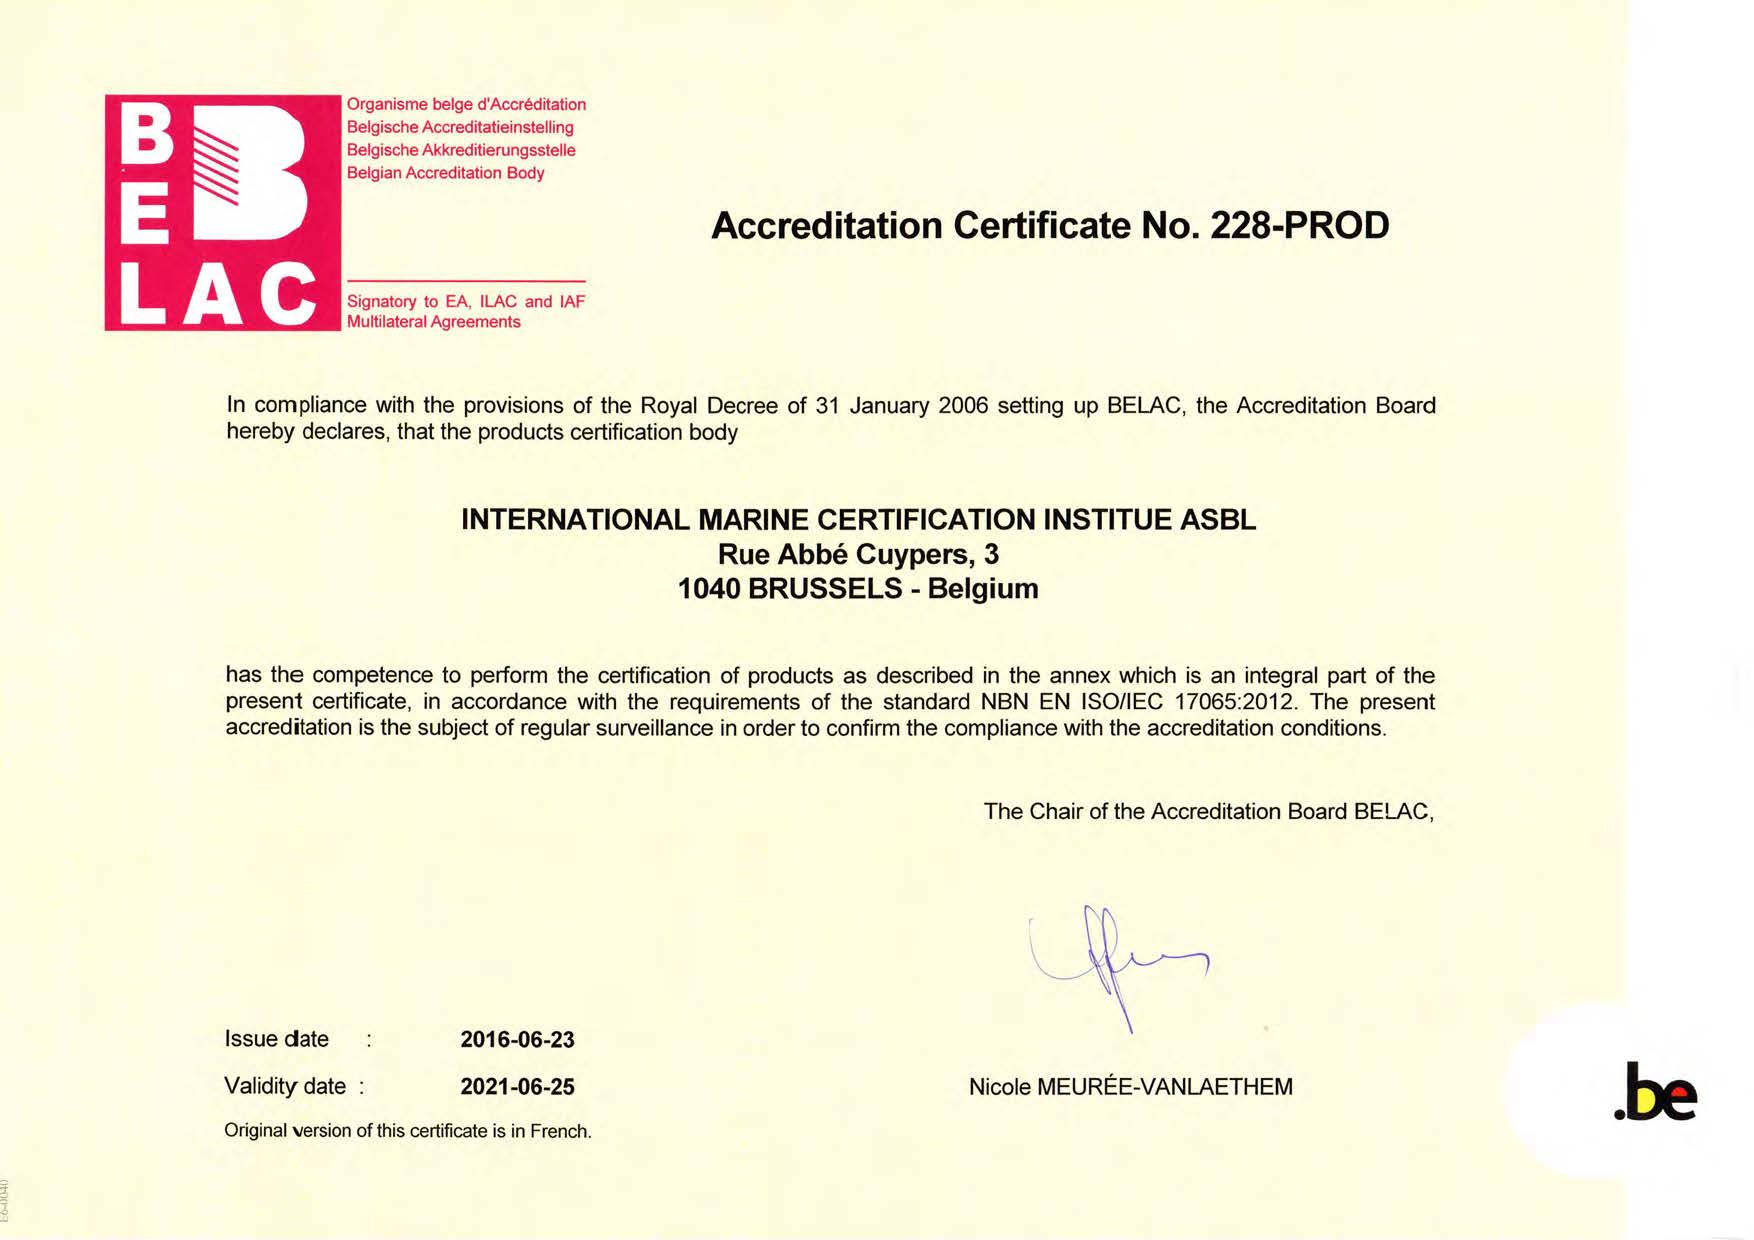 B
E
LAC
Organisme belge d'Accréditation
Belgische Accreditatieinstelling
Belgische Akkreditierungsstelle
Belgian Accreditation Body
Signatory to EA, ILAC and IAF
Multilateral Agreements
Accreditation Certificate No. 228-PROD
In compliance with the provisions of the Royal Decree of 31 January 2006 setting up BELAC, the Accreditation Board
hereby declares, that the products certification body
INTERNATIONAL MARINE CERTIFICATION INSTITUE ASBL
Rue Abbé Cuypers, 3
1040 BRUSSELS - Belgium
has the competence to perform the certification of products as described in the annex which is an integral part of the
present certificate, in accordance with the requirements of the standard NBN EN ISO/IEC 17065:2012. The present
accreditation is the subject of regular surveillance in order to confirm the compliance with the accreditation conditions.
The Chair of the Accreditation Board BELAC,
Issue date : 2016-06-23
Validity date : 2021-06-25
Nicole MEURÉE-VANLAETHEM
Original version of this certificate is in French.
.be